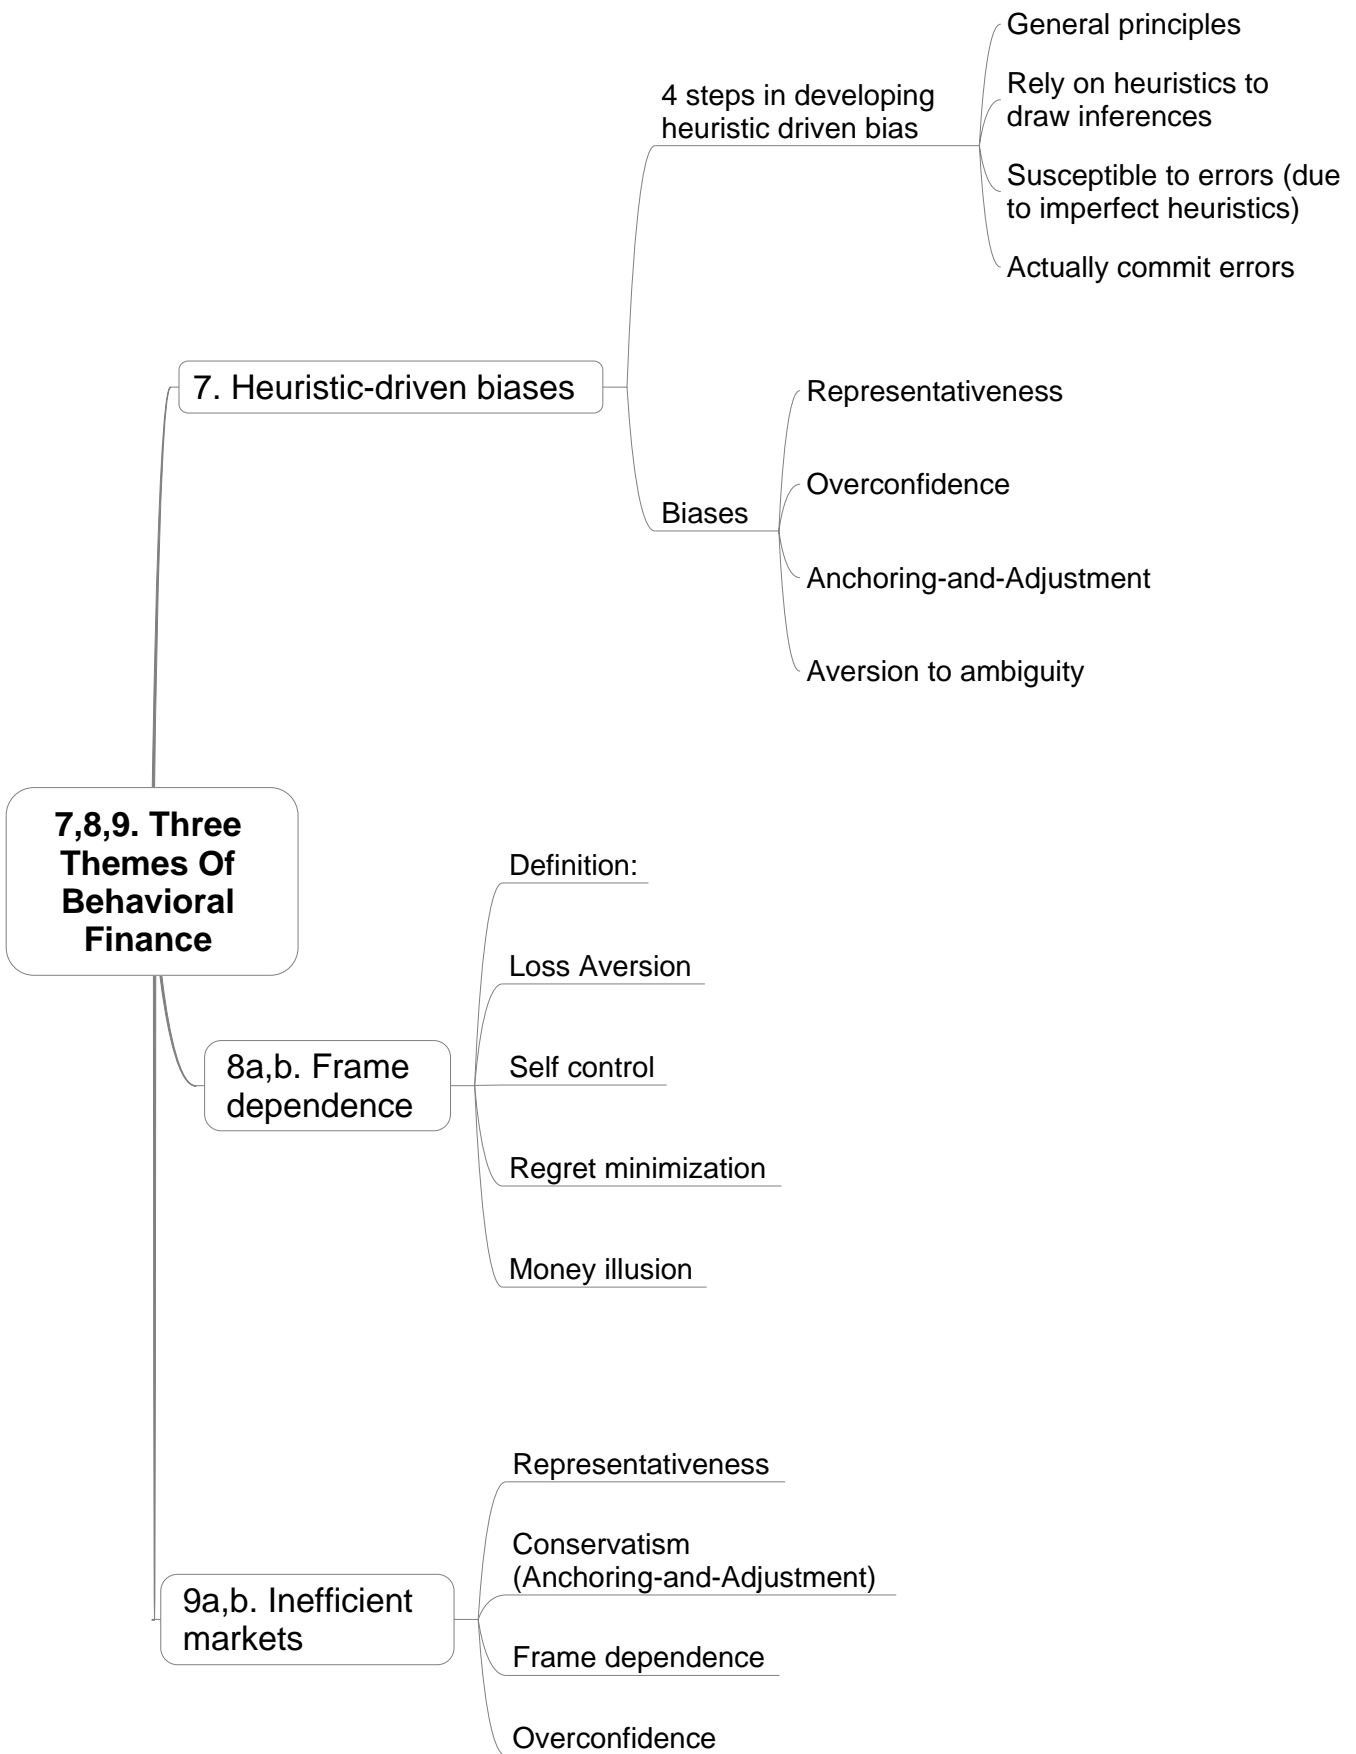 General principles
4 steps in developing
heuristic driven bias
Rely on heuristics to
draw inferences
Susceptible to errors (due
to imperfect heuristics)
Actually commit errors
7. Heuristic-driven biases
Representativeness
Overconfidence
Biases
Anchoring-and-Adjustment
Aversion to ambiguity
7,8,9. Three
Themes Of
Behavioral
Finance
Definition:
Loss Aversion
8a,b. Frame
dependence
Self control
Regret minimization
Money illusion
Representativeness
Conservatism
(Anchoring-and-Adjustment)
9a,b. Inefficient
markets
Frame dependence
Overconfidence